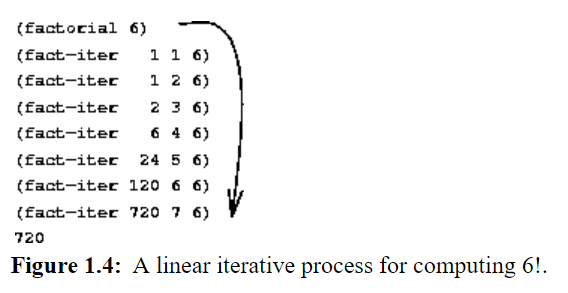 (factorial 6)
(fact-iter 1 1 6)
(fact-iter 1 2 6)
(fact-iter 2 3 6)
(fact-iter 6 4 6)
(fact-iter 24 5 6)
(fact-iter 120 6 6)
(fact-iter 720 7 6)
720
Figure 1.4: A linear iterative process for computing 6!.